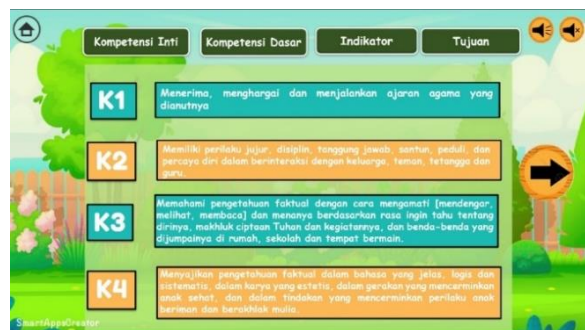 Kompetensi Inti
Kompetensi Dasar
Indikator
Tujuan
K1
Menerima, menghargai dan menjalankan ajaran agama yang
dianutnya
K2
Memiliki perilaku jujur, disiplin, tanggung jawab, santun, peduli, dan
percaya diri dalam berinteraksi dengan keluarga, teman, tetangga dan
guru.
K3
Memahami pengetahuan faktual dengan cara mengamati [mendengar,
melihat, membaca] dan menanya berdasarkan rasa ingin tahu tentang
dirinya, makhluk ciptaan Tuhan dan kegiatannya, dan benda-benda yang
dijumpainya di rumah, sekolah dan tempat bermain.
K4
Menyajikan pengetahuan faktual dalam bahasa yang jelas, logis dan
sistematis, dalam karya yang estetis, dalam gerakan yang mencerminkan
anak sehat, dan dalam tindakan yang mencerminkan perilaku anak
beriman dan berakhlak mulia.
SmartAppsCreator